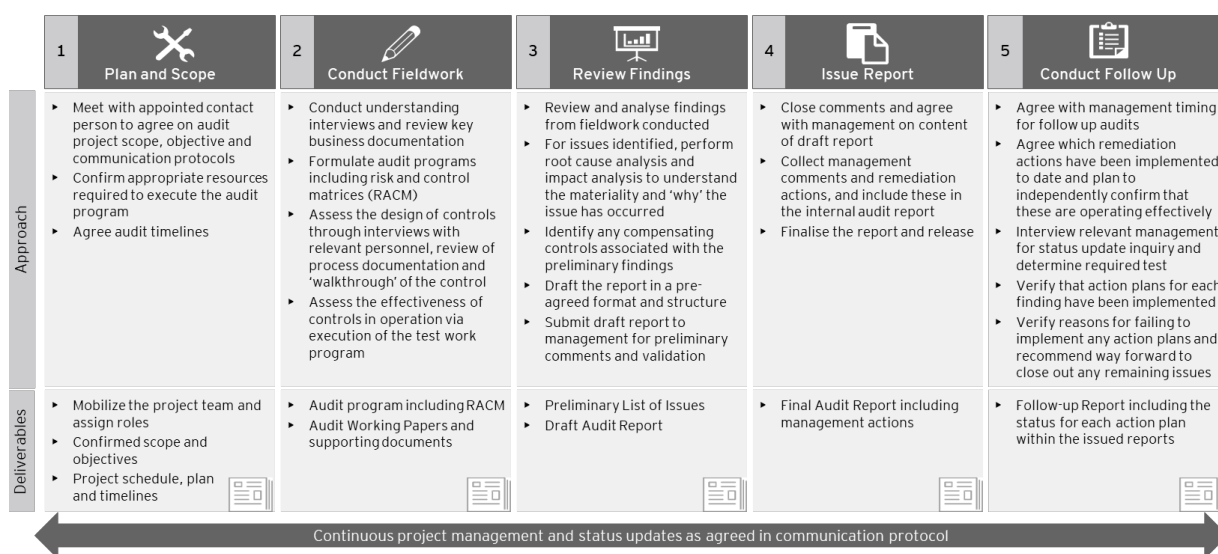 1
Plan and Scope
2
Conduct Fieldwork
3
Review Findings
4
Issue Report
5
Conduct Follow Up
Approach
▸ Meet with appointed contact
person to agree on audit
project scope, objective and
communication protocols
▸ Confirm appropriate resources
required to execute the audit
program
▸ Agree audit timelines
▸ Conduct understanding
interviews and review key
business documentation
▸ Formulate audit programs
including risk and control
matrices (RACM)
▸ Assess the design of controls
through interviews with
relevant personnel, review of
process documentation and
‘walkthrough’ of the control
▸ Assess the effectiveness of
controls in operation via
execution of the test work
program
▸ Review and analyse findings
from fieldwork conducted
▸ For issues identified, perform
root cause analysis and
impact analysis to understand
the materiality and ‘why’ the
issue has occurred
▸ Identify any compensating
controls associated with the
preliminary findings
▸ Draft the report in a pre-
agreed format and structure
▸ Submit draft report to
management for preliminary
comments and validation
▸ Close comments and agree
with management on content
of draft report
▸ Collect management
comments and remediation
actions, and include these in
the internal audit report
▸ Finalise the report and release
▸ Agree with management timing
for follow up audits
▸ Agree which remediation
actions have been implemented
to date and plan to
independently confirm that
these are operating effectively
▸ Interview relevant management
for status update inquiry and
determine required test
▸ Verify that action plans for each
finding have been implemented
▸ Verify reasons for failing to
implement any action plans and
recommend way forward to
close out any remaining issues
Deliverables
▸ Mobilize the project team and
assign roles
▸ Confirmed scope and
objectives
▸ Project schedule, plan
and timelines
▸ Audit program including RACM
▸ Audit Working Papers and
supporting documents
▸ Preliminary List of Issues
▸ Draft Audit Report
▸ Final Audit Report including
management actions
▸ Follow-up Report including the
status for each action plan
within the issued reports
Continuous project management and status updates as agreed in communication protocol